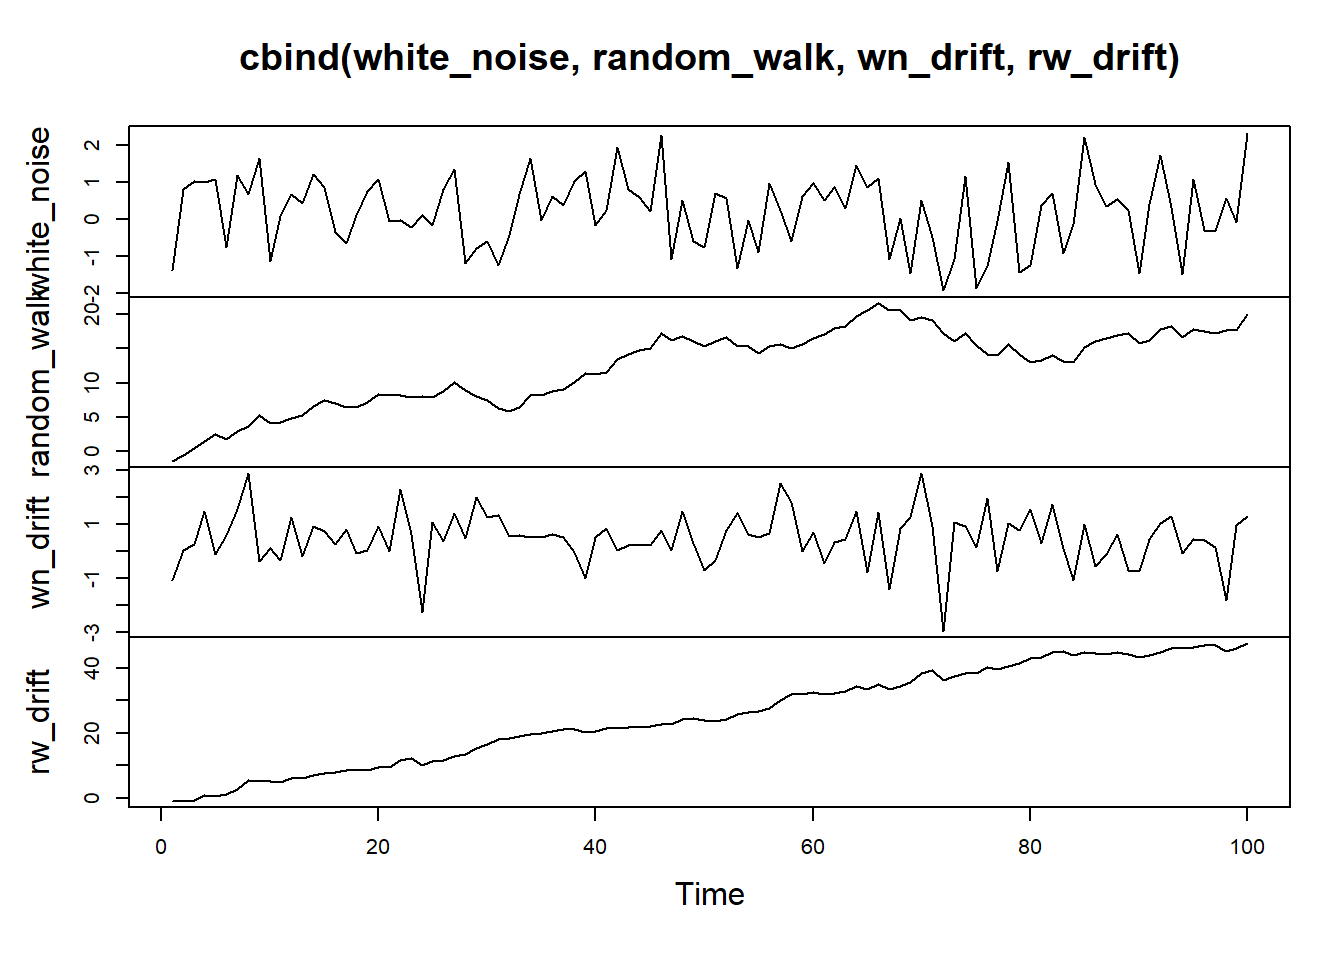 cbind(white_noise, random_walk, wn_drift, rw_drift)
white_noise
2
1
0
-1
-2
random_walk
20
10
5
0
wn_drift
3
1
-1
-3
rw_drift
40
20
0
0 20 40 60 80 100
Time